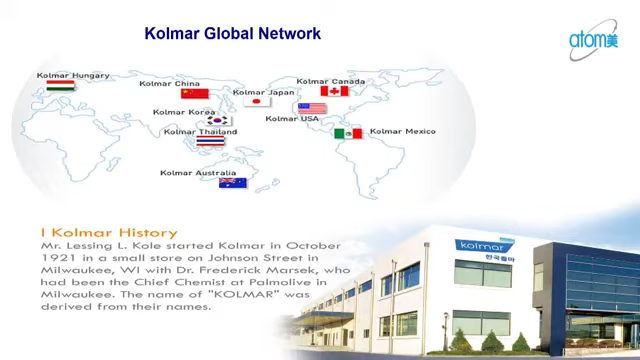 Kolmar Global Network
atom美
Kolmar Hungary
Kolmar China
Kolmar Japan
Kolmar Canada
Kolmar Korea
Kolmar USA
Kolmar Thailand
Kolmar Mexico
Kolmar Australia
I Kolmar History
Mr. Lessing L. Kole started Kolmar in October
1921 in a small store on Johnson Street in
Milwaukee, WI with Dr. Frederick Marsek, who
had been the Chief Chemist at Palmolive in
Milwaukee. The name of "KOLMAR" was
derived from their names.
kolmar
한국콜마